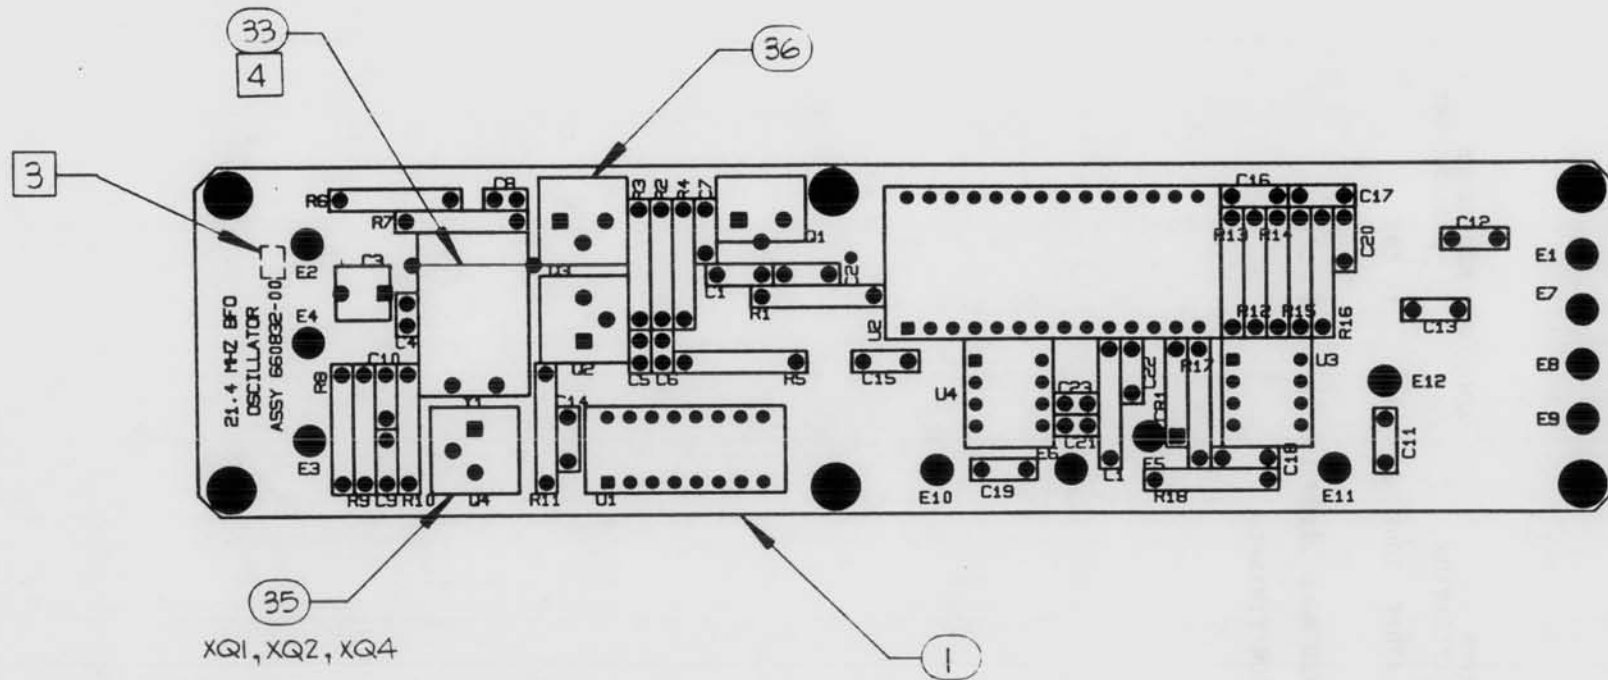 33
4
36
3
R6
C8
R3
R2
R4
C7
C16
C17
R7
Q1
R13
R14
C20
C12
E2
C3
Q3
C1
C2
E1
R1
E7
E4
C4
U2
R12
R15
R16
C13
21.4 MHZ BFO
OSCILLATOR
ASSY 660832-00
R8
C10
Q2
C5
C6
R5
C15
U4
C23
C22
R17
U3
E8
E12
Y1
C14
C21
CR1
E9
C11
E3
R9
C9
R10
Q4
R11
U1
E10
C19
E6
L1
E5
R18
C18
E11
35
XQ1, XQ2, XQ4
1